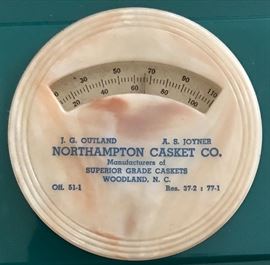 30 50 70 90 110
0 20 40 60 80 100
J. G. OUTLAND A. S. JOYNER
NORTHAMPTON CASKET CO.
Manufacturers of
SUPERIOR GRADE CASKETS
WOODLAND, N. C.
Off. 51-1 Res. 37-2 : 77-1